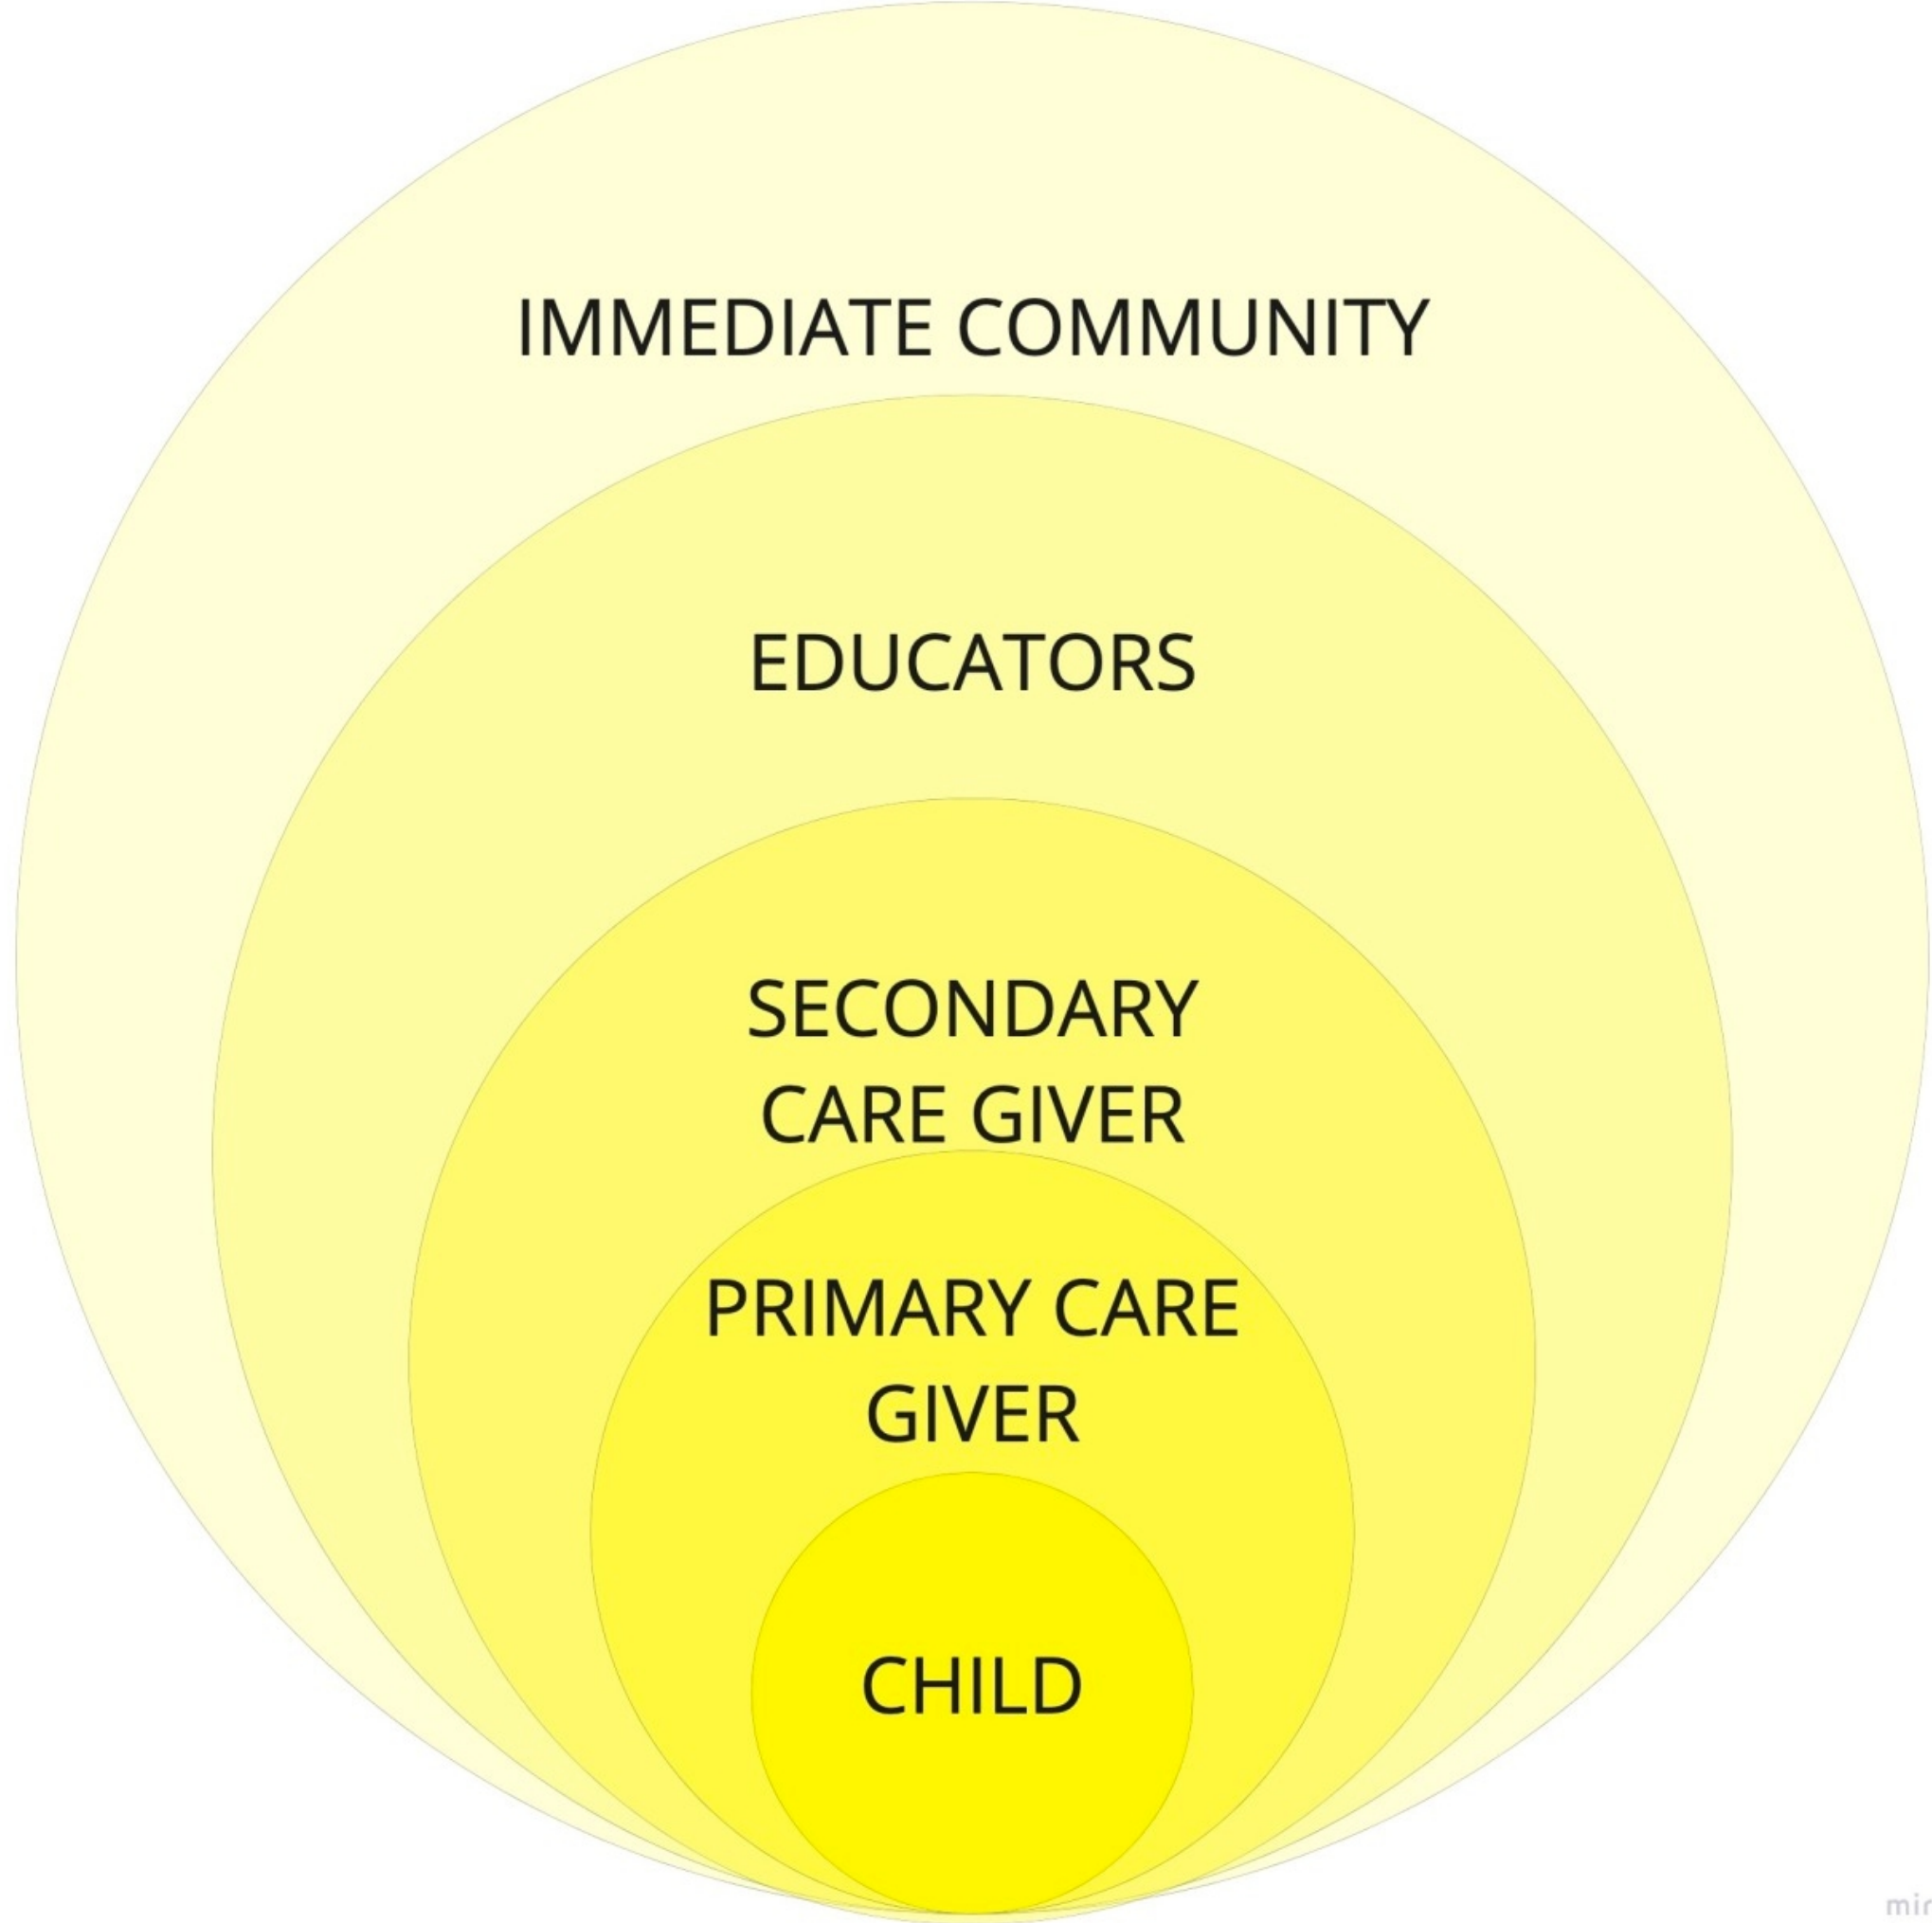 IMMEDIATE COMMUNITY
EDUCATORS
SECONDARY
CARE GIVER
PRIMARY CARE
GIVER
CHILD